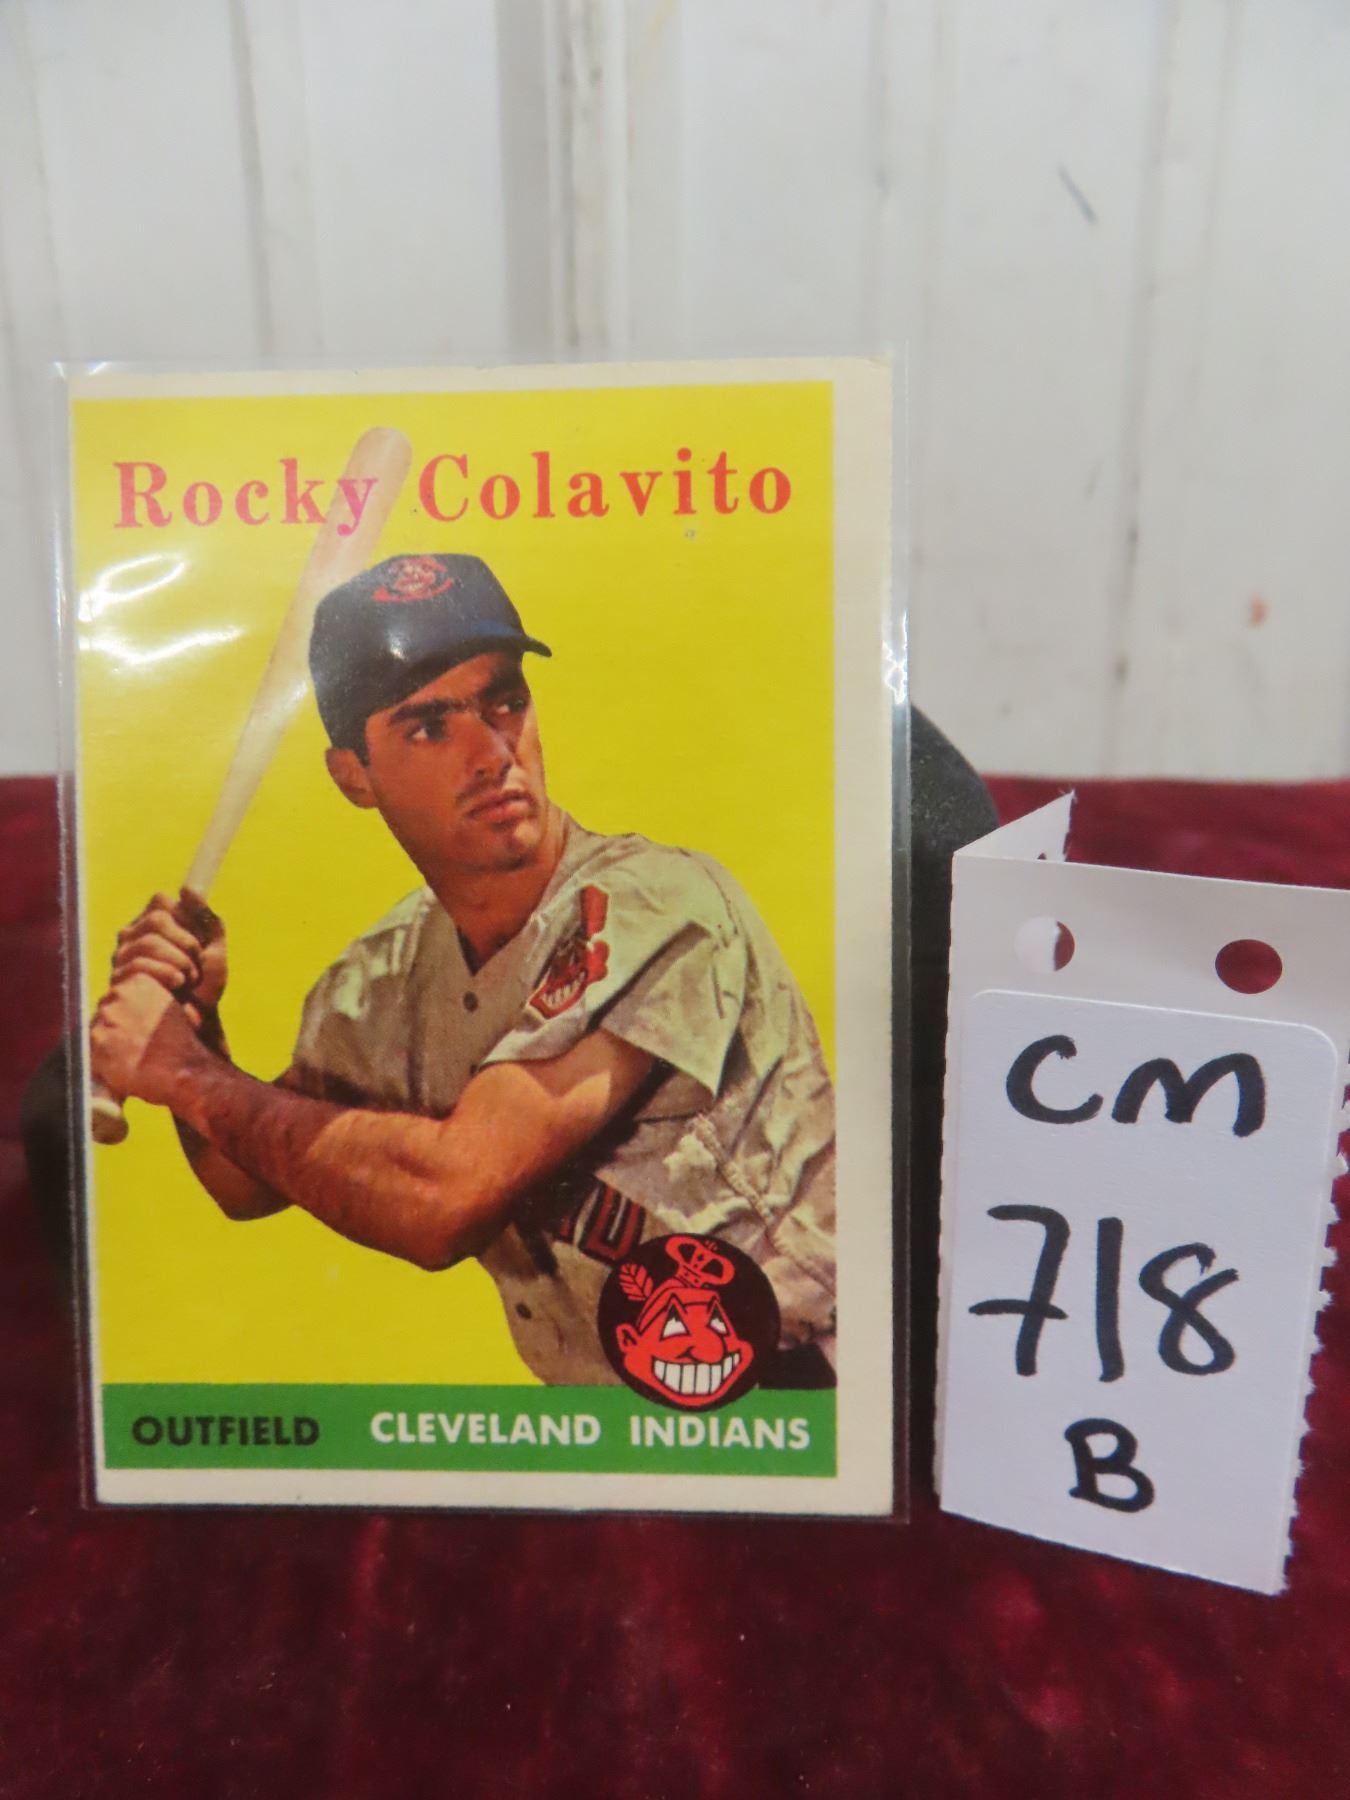 Rocky Colavito
OUTFIELD CLEVELAND INDIANS
CM
718
B